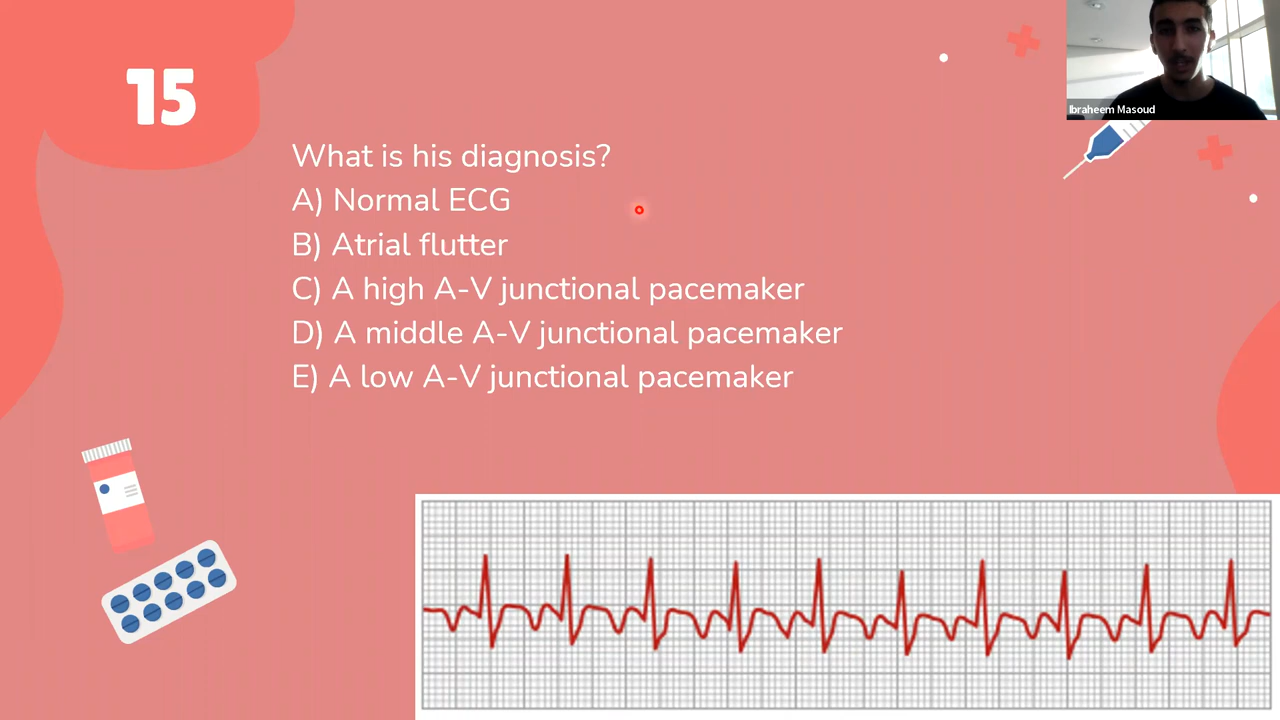 15
Ibraheem Masoud
What is his diagnosis?
A) Normal ECG
B) Atrial flutter
C) A high A-V junctional pacemaker
D) A middle A-V junctional pacemaker
E) A low A-V junctional pacemaker